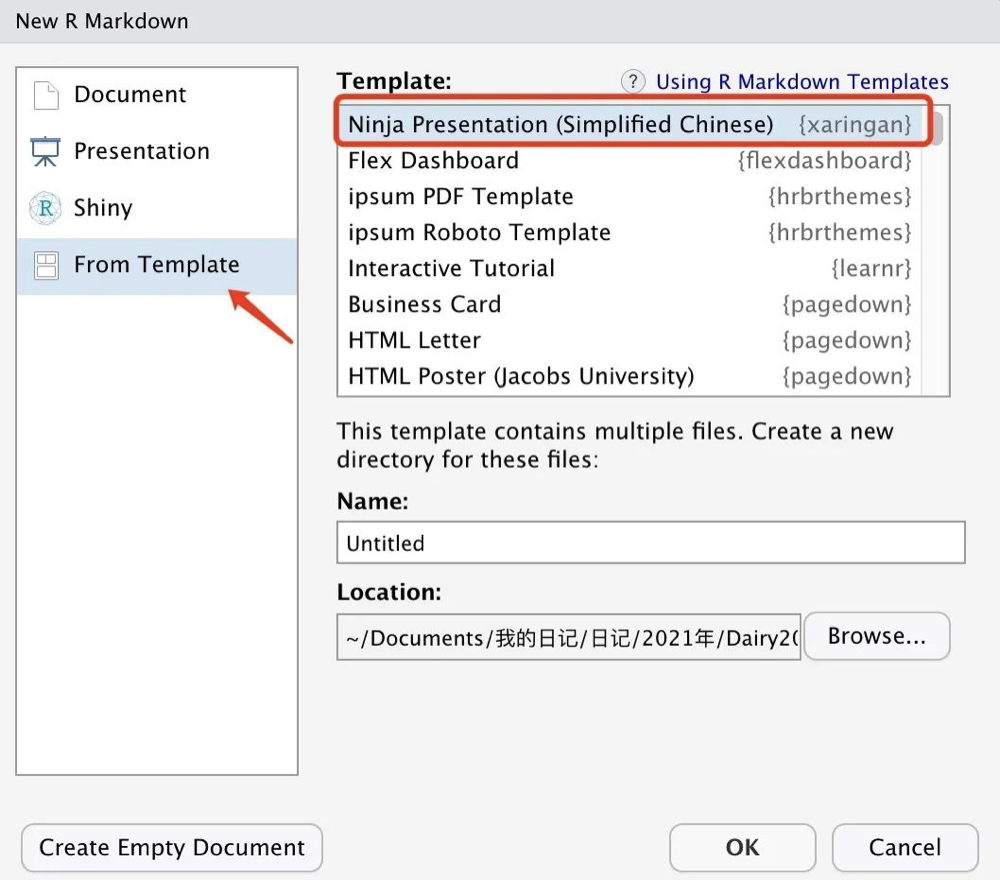 New R Markdown
Document
Presentation
Shiny
From Template
Template:
? Using R Markdown Templates
Ninja Presentation (Simplified Chinese) {xaringan}
Flex Dashboard {flexdashboard}
ipsum PDF Template {hrbrthemes}
ipsum Roboto Template {hrbrthemes}
Interactive Tutorial {learnr}
Business Card {pagedown}
HTML Letter {pagedown}
HTML Poster (Jacobs University) {pagedown}
This template contains multiple files. Create a new
directory for these files:
Name:
Untitled
Location:
~/Documents/我的日记/日记/2021年/Dairy20
Browse...
Create Empty Document
OK
Cancel